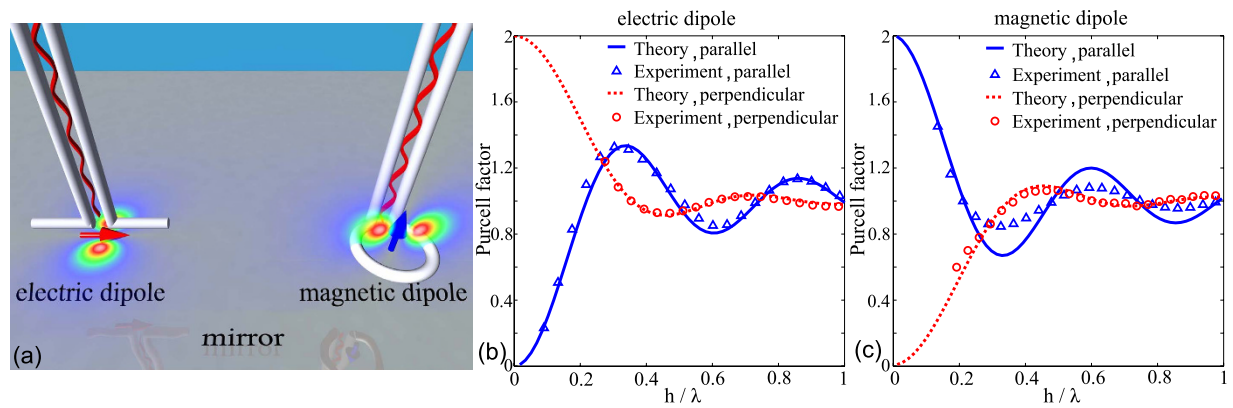 electric dipole
magnetic dipole
mirror
(a)
electric dipole
Purcell factor
2
1.6
1.2
0.8
0.4
0
Theory , parallel
Experiment , parallel
Theory , perpendicular
Experiment , perpendicular
0 0.2 0.4 0.6 0.8 1
h / λ
(b)
magnetic dipole
Purcell factor
2
1.6
1.2
0.8
0.4
0
Theory , parallel
Experiment , parallel
Theory , perpendicular
Experiment , perpendicular
0 0.2 0.4 0.6 0.8 1
h / λ
(c)